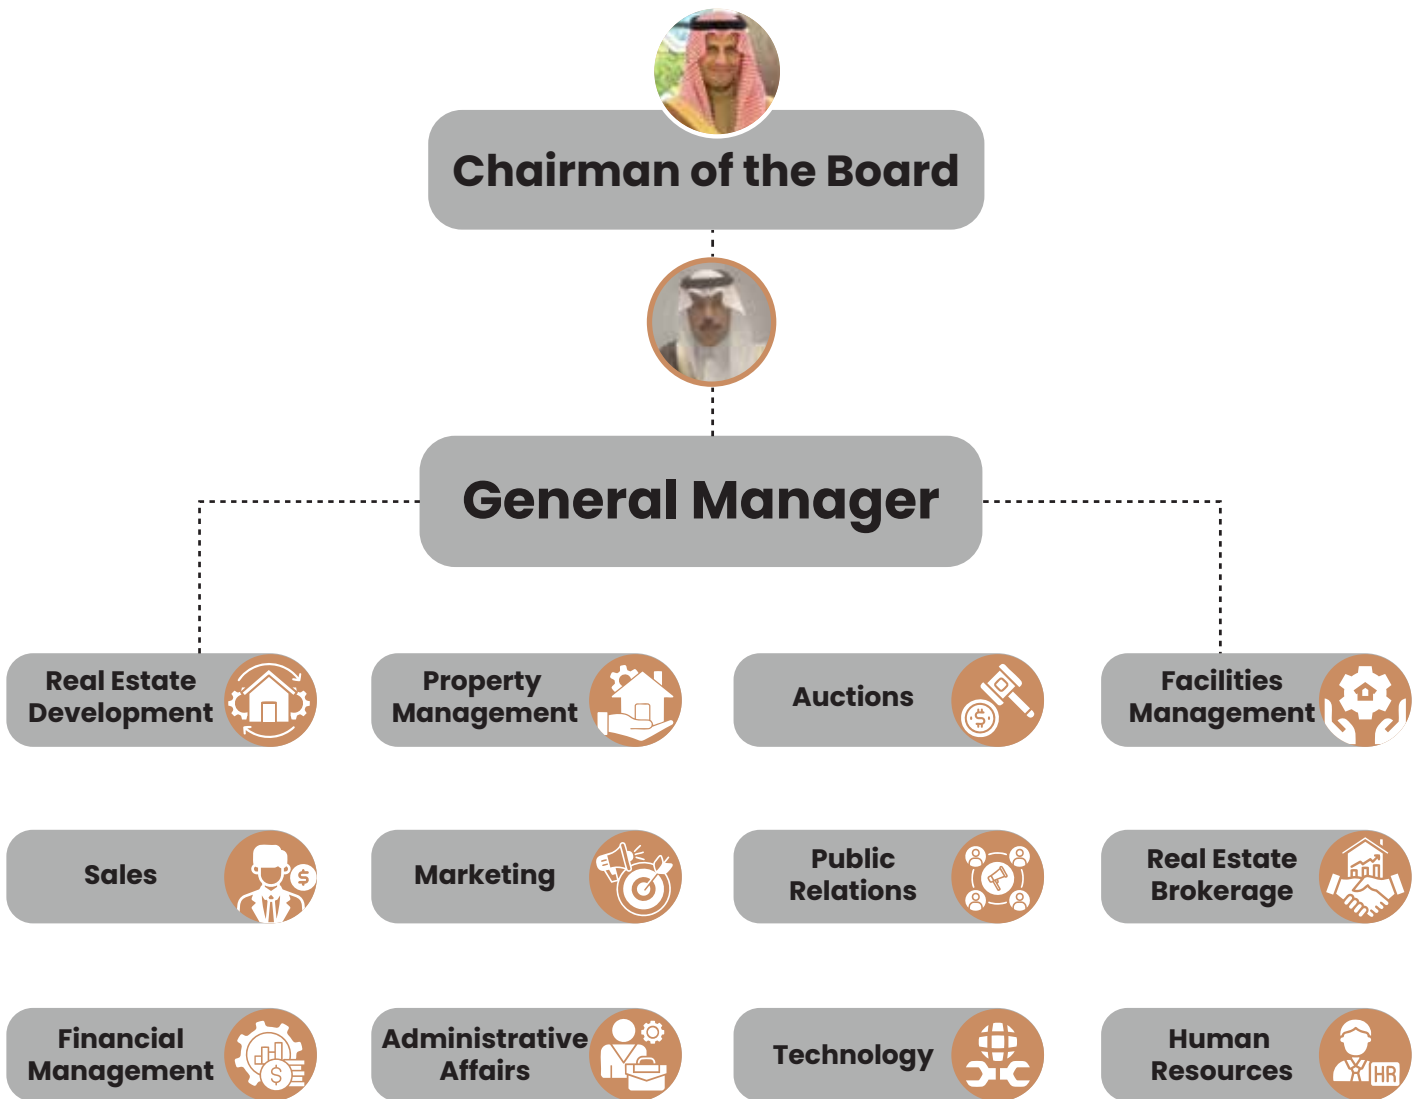 Chairman of the Board
General Manager
Real Estate
Development
Property
Management
Auctions
Facilities
Management
Sales
Marketing
Public
Relations
Real Estate
Brokerage
Financial
Management
Administrative
Affairs
Technology
Human
Resources
HR